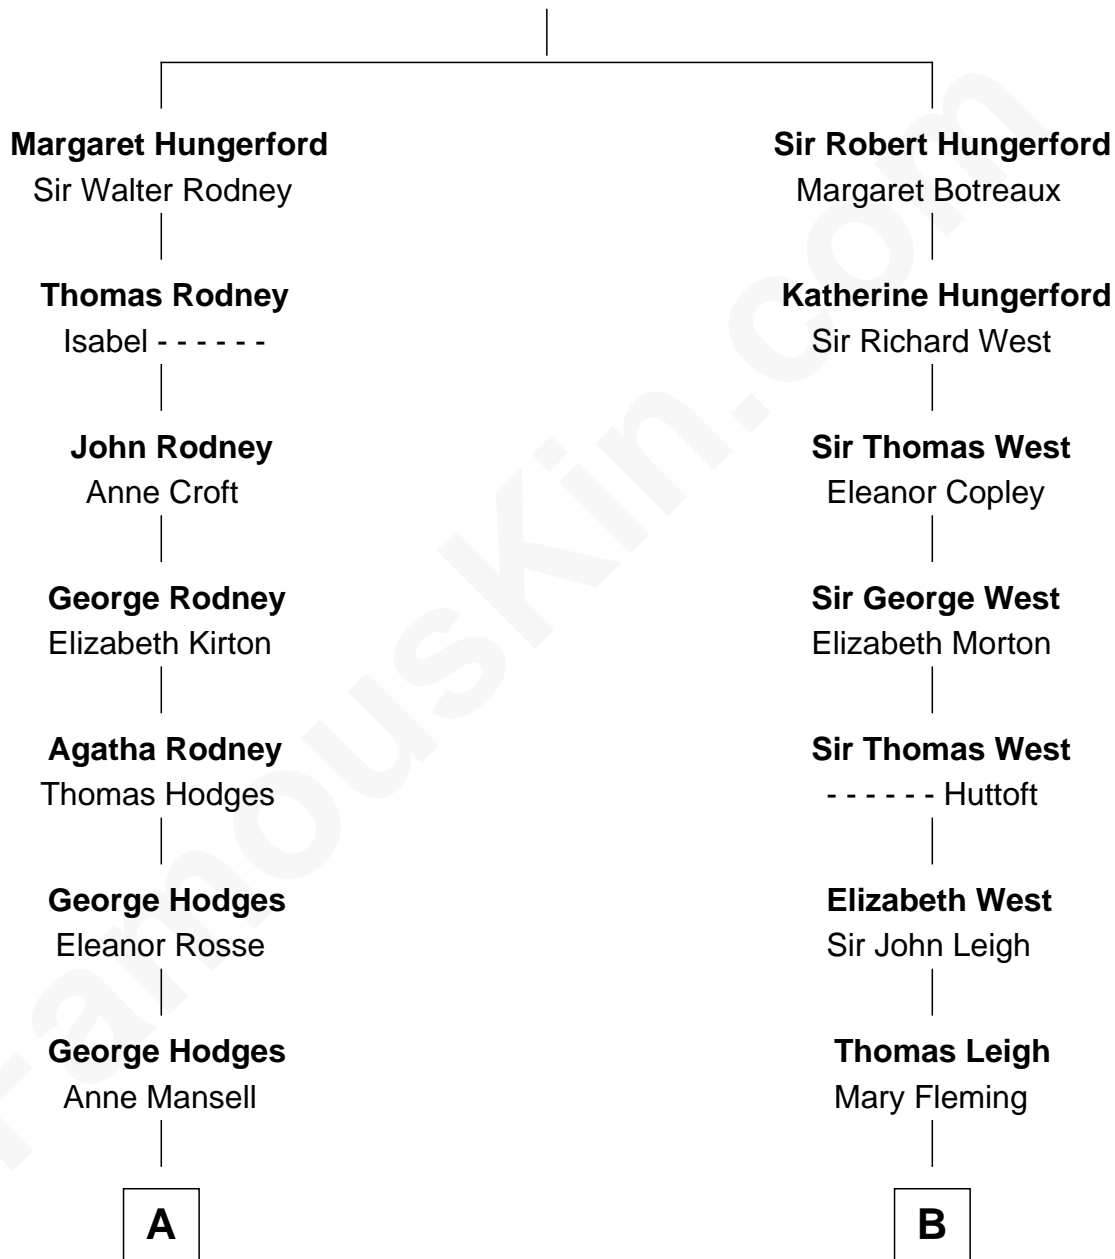 Margaret Hungerford
Sir Walter Rodney
Thomas Rodney
Isabel - - - - - -
John Rodney
Anne Croft
George Rodney
Elizabeth Kirton
Agatha Rodney
Thomas Hodges
George Hodges
Eleanor Rosse
George Hodges
Anne Mansell
A
Sir Robert Hungerford
Margaret Botreaux
Katherine Hungerford
Sir Richard West
Sir Thomas West
Eleanor Copley
Sir George West
Elizabeth Morton
Sir Thomas West
- - - - - - Huttoft
Elizabeth West
Sir John Leigh
Thomas Leigh
Mary Fleming
B
FamousKin.com